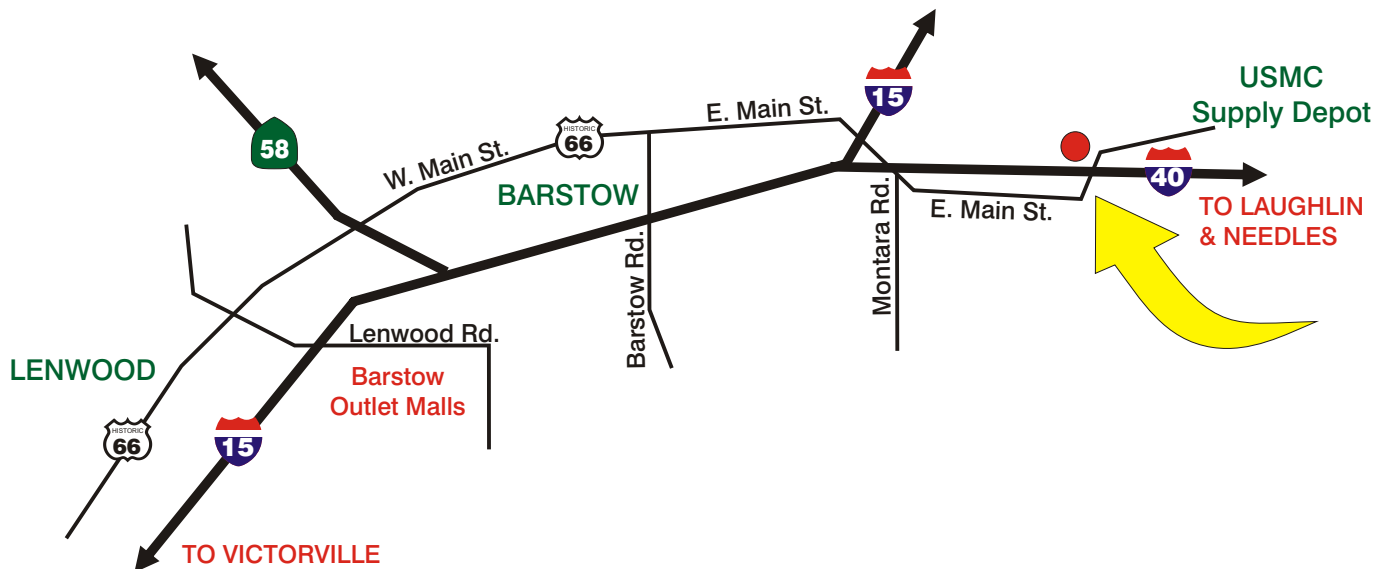 15
USMC
Supply Depot
E. Main St.
HISTORIC
66
58
W. Main St.
BARSTOW
40
E. Main St.
TO LAUGHLIN
& NEEDLES
Barstow Rd.
Montara Rd.
Lenwood Rd.
LENWOOD
Barstow
Outlet Malls
HISTORIC
66
15
TO VICTORVILLE